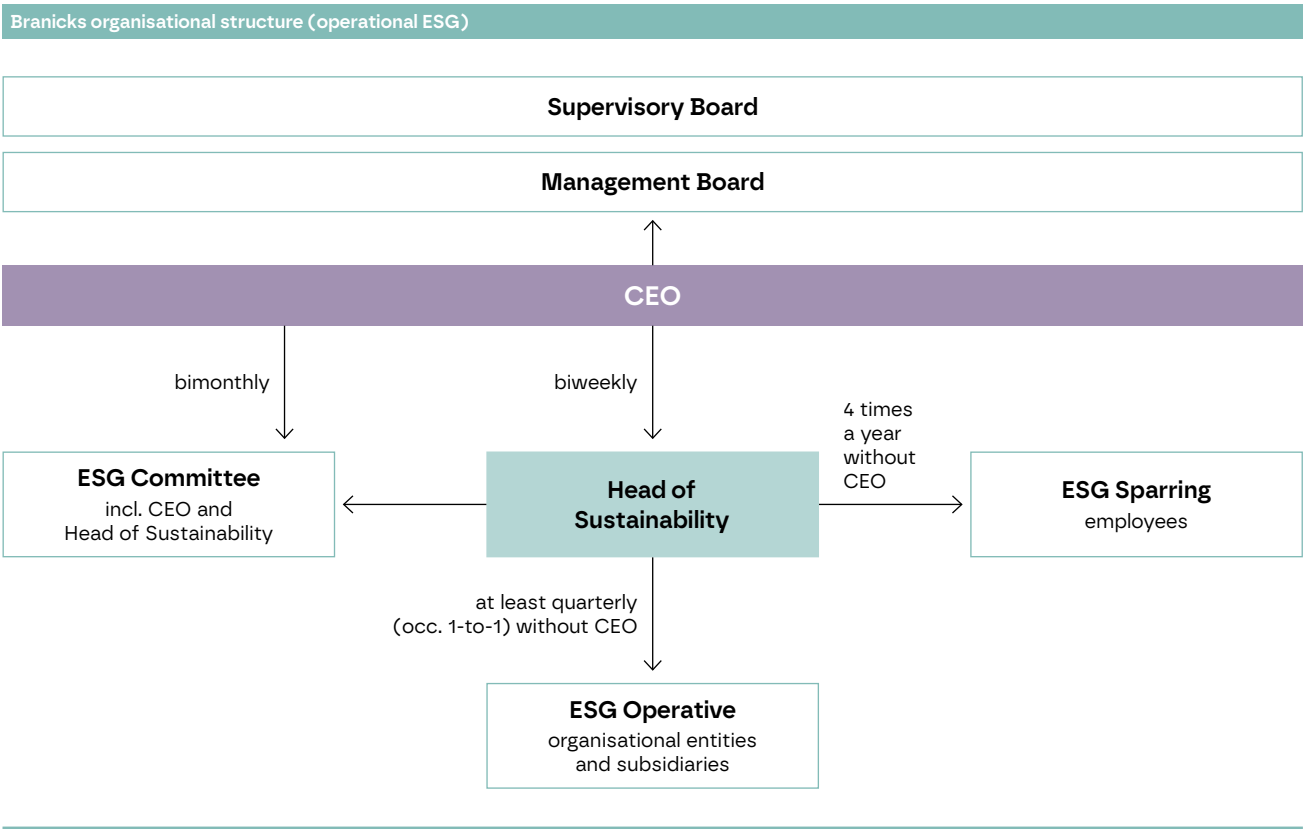 Branicks organisational structure (operational ESG)
Supervisory Board
Management Board
CEO
bimonthly
biweekly
4 times
a year
without
CEO
ESG Committee
incl. CEO and
Head of Sustainability
Head of
Sustainability
ESG Sparring
employees
at least quarterly
(occ. 1-to-1) without CEO
ESG Operative
organisational entities
and subsidiaries